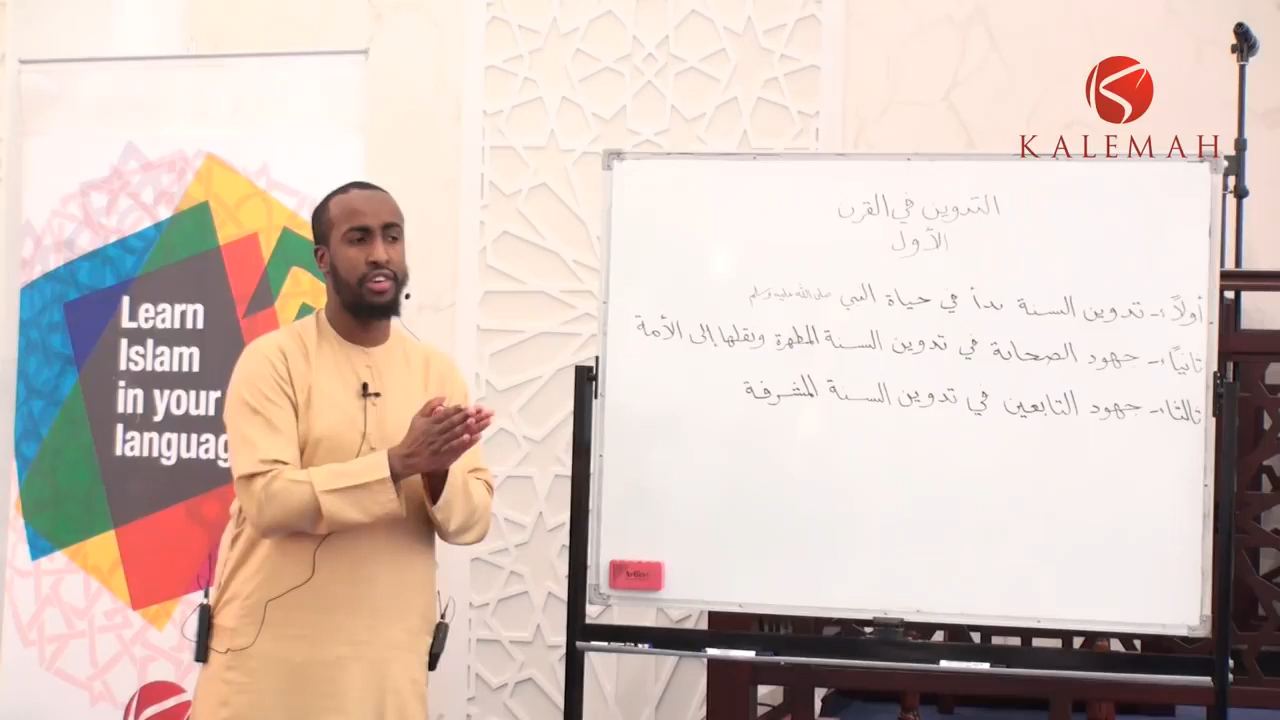 KALEMAH
Learn
Islam
in your
languag
التدوين في القرن
الأول
أولاً:- تدوين السنة بدأ في حياة النبي صلى الله عليه وسلم
ثانياً:- جهود الصحابة في تدوين السنة المطهرة ونقلها إلى الأمة
ثالثا:- جهود التابعين في تدوين السنة المشرفة